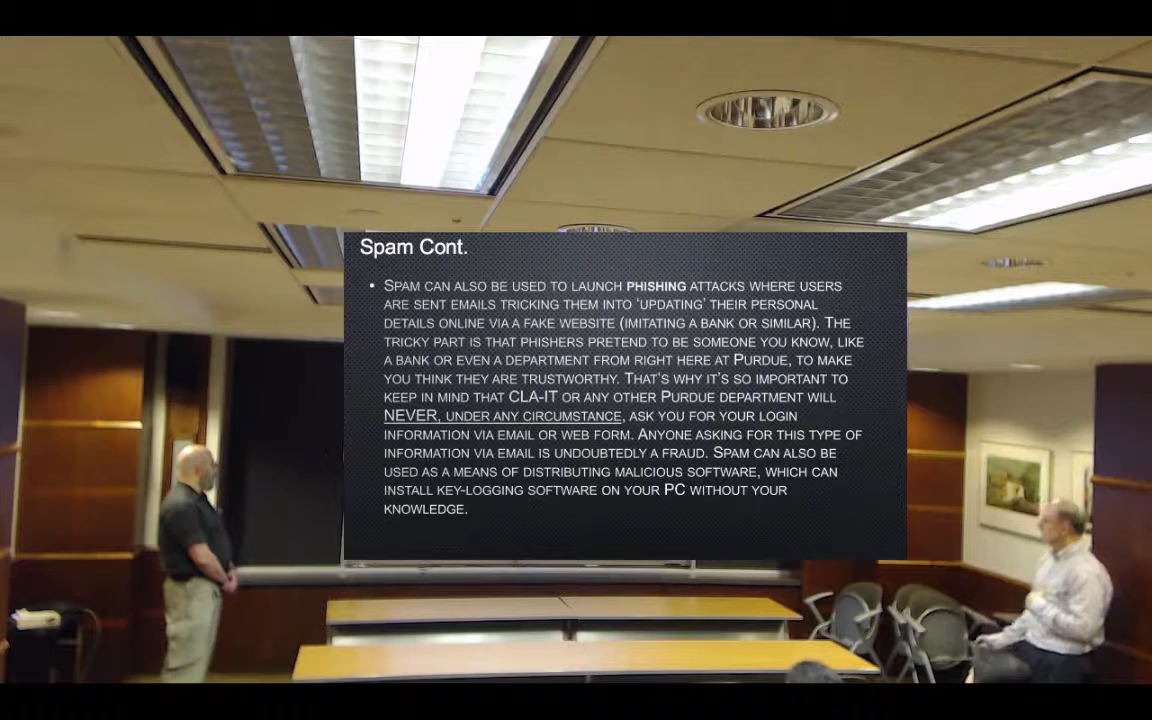 Spam Cont.
• Spam can also be used to launch phishing attacks where users
are sent emails tricking them into ‘updating’ their personal
details online via a fake website (imitating a bank or similar). The
tricky part is that phishers pretend to be someone you know, like
a bank or even a department from right here at Purdue, to make
you think they are trustworthy. That’s why it’s so important to
keep in mind that CLA-IT or any other Purdue department will
NEVER, under any circumstance, ask you for your login
information via email or web form. Anyone asking for this type of
information via email is undoubtedly a fraud. Spam can also be
used as a means of distributing malicious software, which can
install key-logging software on your PC without your
knowledge.